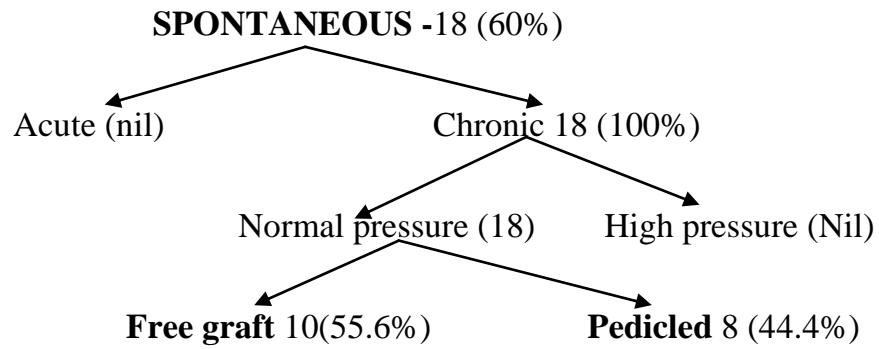 SPONTANEOUS -18 (60%)
Acute (nil) Chronic 18 (100%)
Normal pressure (18) High pressure (Nil)
Free graft 10(55.6%) Pedicled 8 (44.4%)